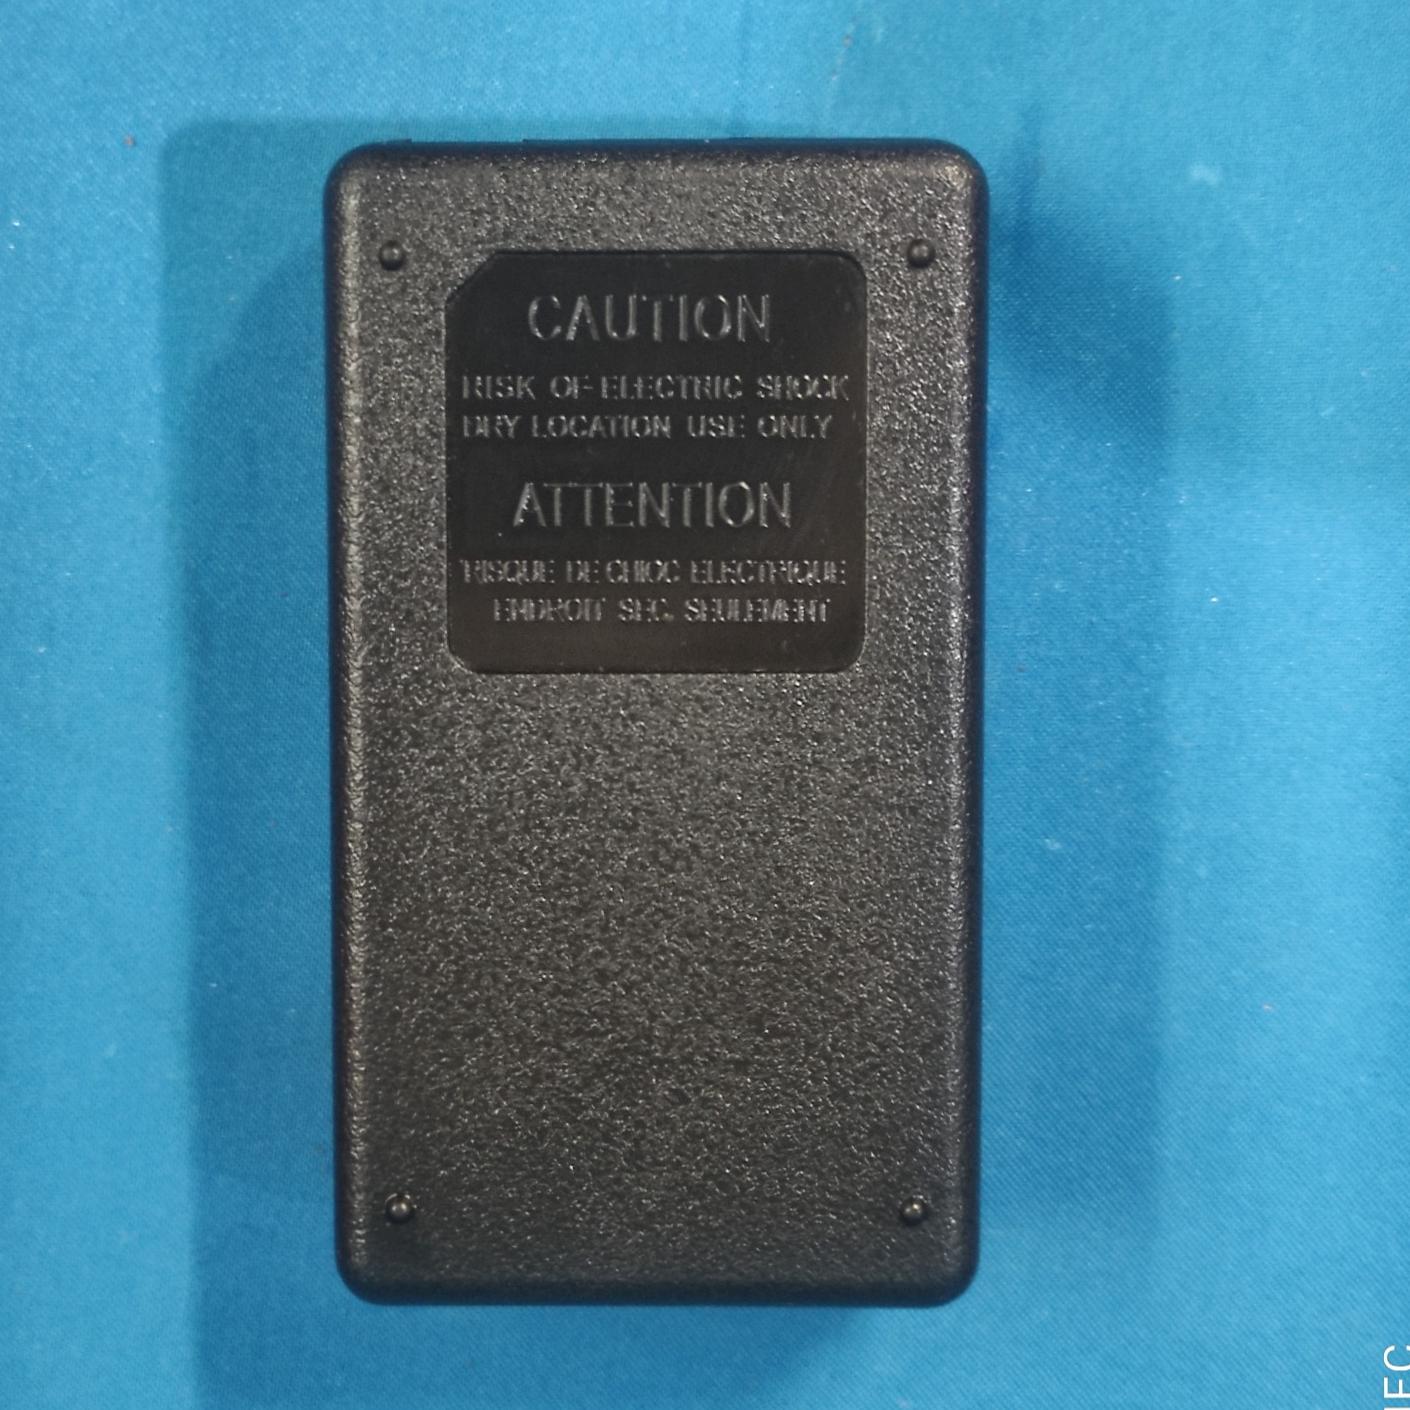 CAUTION
RISK OF ELECTRIC SHOCK
DRY LOCATION USE ONLY
ATTENTION
RISQUE DE CHOC ELECTRIQUE
ENDROIT SEC. SEULEMENT